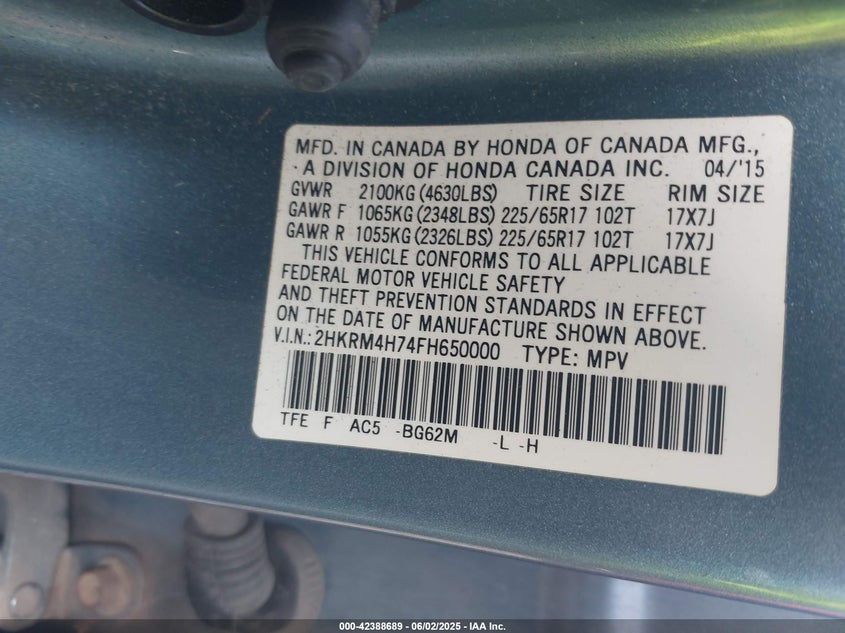 MFD. IN CANADA BY HONDA OF CANADA MFG.,
A DIVISION OF HONDA CANADA INC. 04/'15
GVWR 2100KG (4630LBS) TIRE SIZE RIM SIZE
GAWR F 1065KG (2348LBS) 225/65R17 102T 17X7J
GAWR R 1055KG (2326LBS) 225/65R17 102T 17X7J
THIS VEHICLE CONFORMS TO ALL APPLICABLE
FEDERAL MOTOR VEHICLE SAFETY
AND THEFT PREVENTION STANDARDS IN EFFECT
ON THE DATE OF MANUFACTURE SHOWN ABOVE.
V.I.N.: 2HKRM4H74FH650000 TYPE: MPV
TFE F AC5 -BG62M -L -H
000-42388689 - 06/02/2025 - IAA Inc.